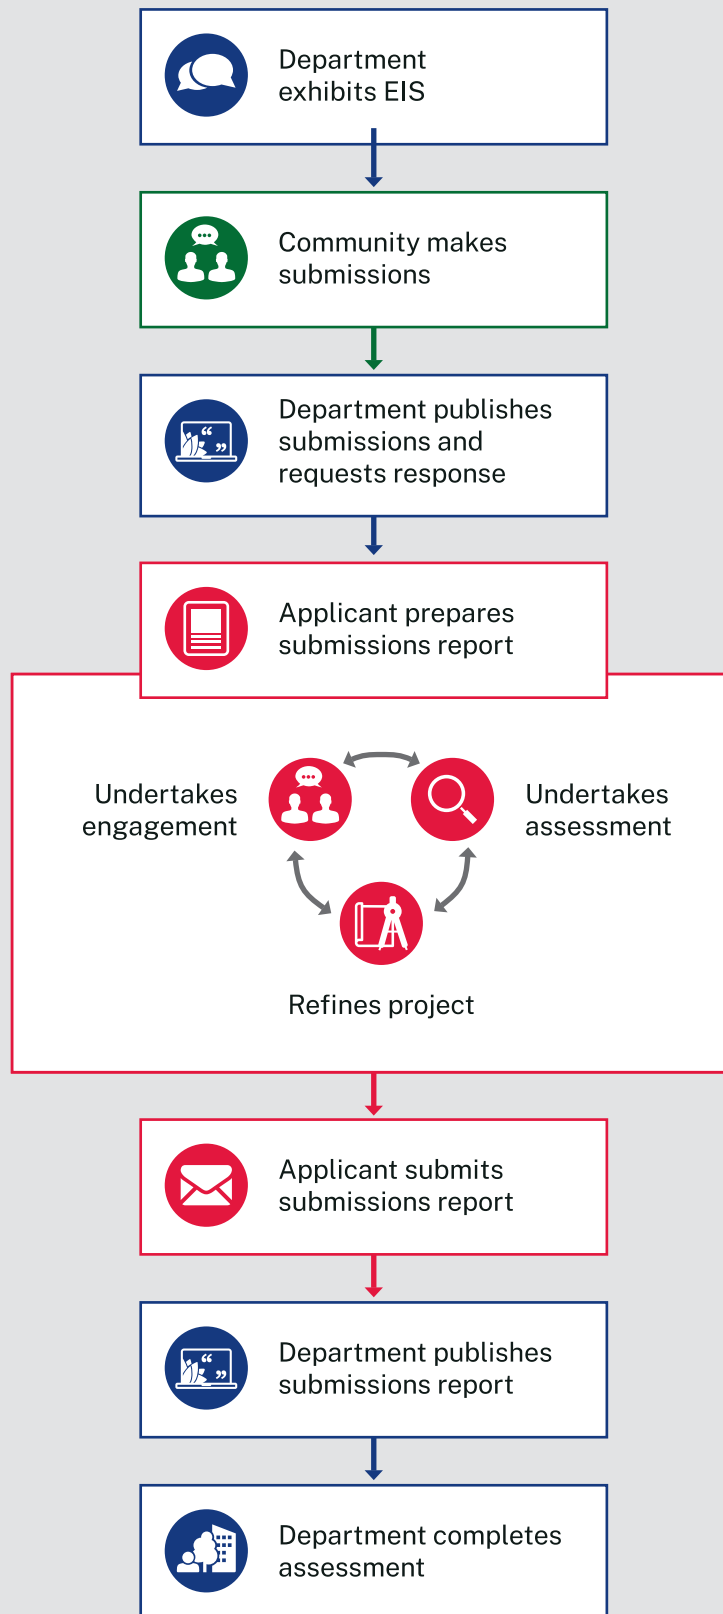 Department
exhibits EIS
Community makes
submissions
Department publishes
submissions and
requests response
Applicant prepares
submissions report
Undertakes
engagement
Undertakes
assessment
Refines project
Applicant submits
submissions report
Department publishes
submissions report
Department completes
assessment